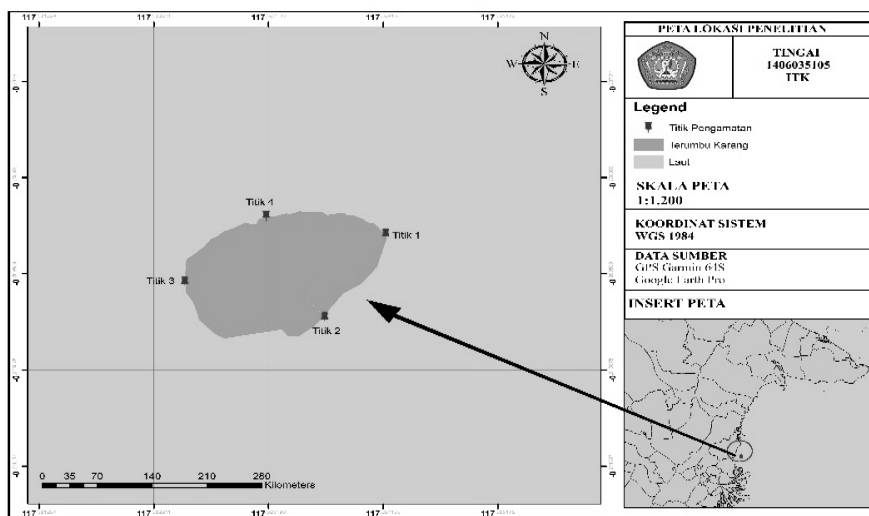 N
W E
S
Titik 4
Titik 1
Titik 3
Titik 2
0 35 70 140 210 280
Kilometers
PETA LOKASI PENELITIAN
TINGAI
1406035105
ITK
Legend
Titik Pengamatan
Terumbu Karang
Laut
SKALA PETA
1:1.200
KOORDINAT SISTEM
WGS 1984
DATA SUMBER
GPS Garmin 64S
Google Earth Pro
INSERT PETA